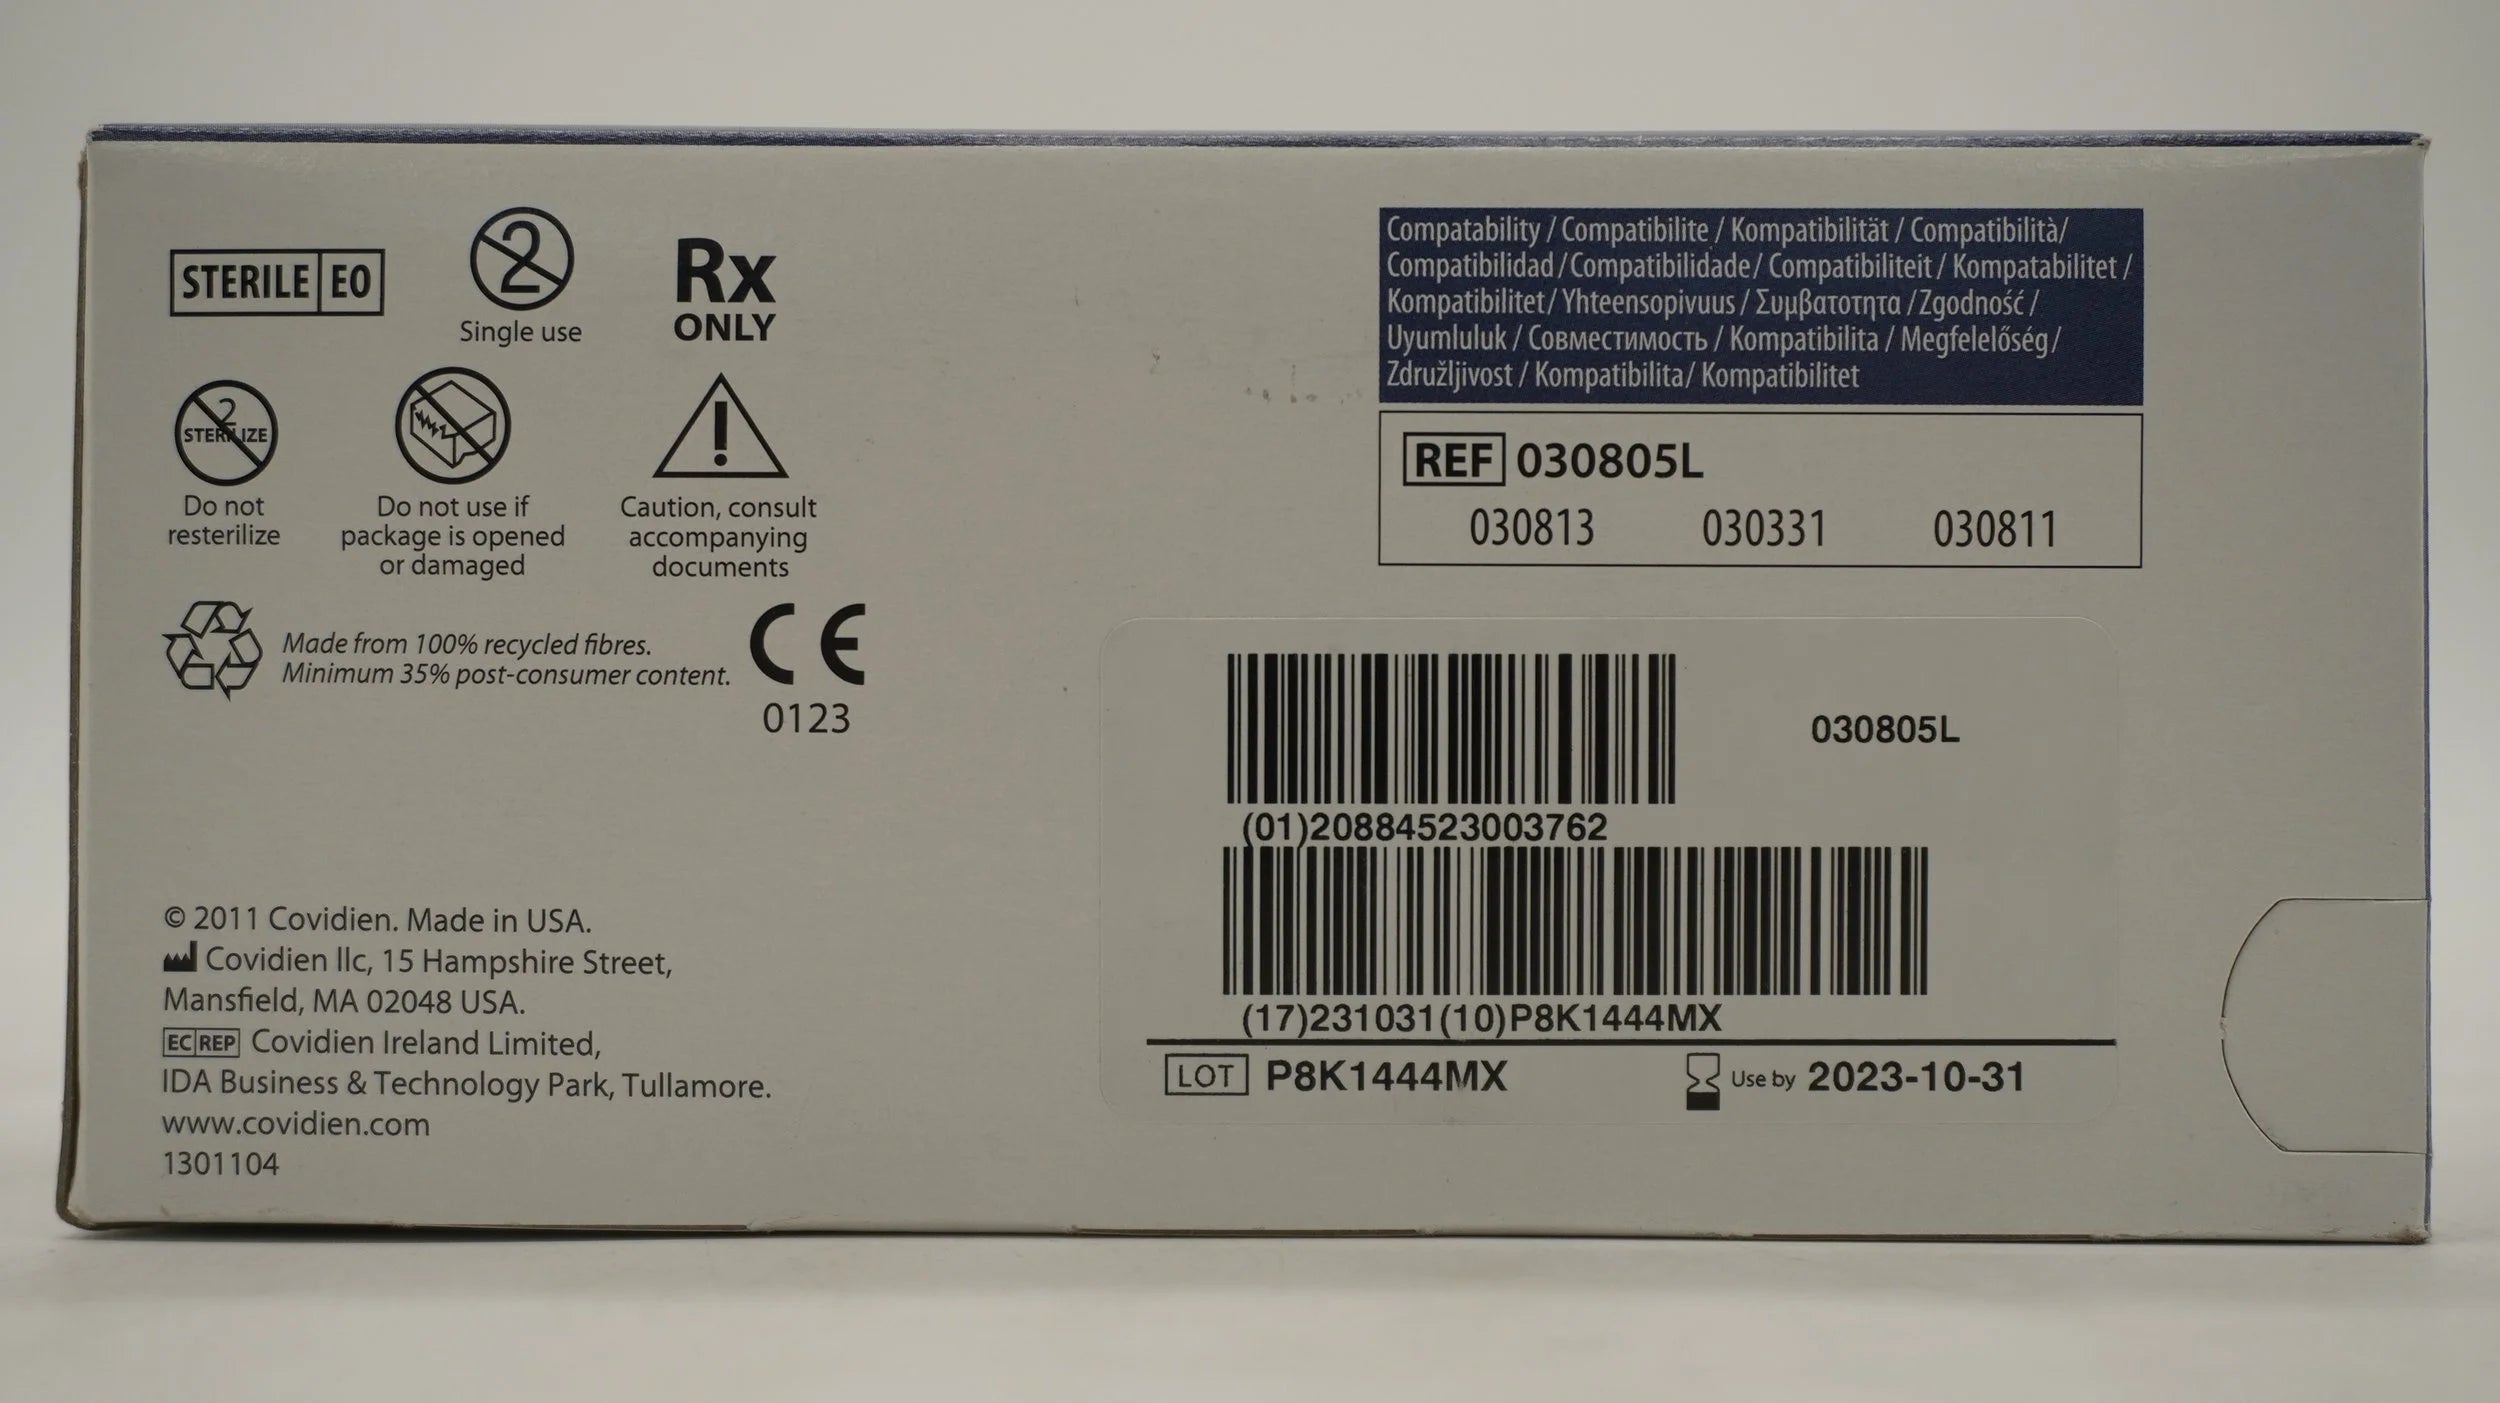 STERILE EO
2
Single use
Rx
ONLY
2
STERILIZE
Do not
resterilize
Do not use if
package is opened
or damaged
!
Caution, consult
accompanying
documents
Made from 100% recycled fibres.
Minimum 35% post-consumer content.
CE
0123
© 2011 Covidien. Made in USA.
Covidien llc, 15 Hampshire Street,
Mansfield, MA 02048 USA.
EC REP Covidien Ireland Limited,
IDA Business & Technology Park, Tullamore.
www.covidien.com
1301104
Compatability / Compatibilite / Kompatibilität / Compatibilità/
Compatibilidad /Compatibilidade/ Compatibiliteit / Kompatabilitet /
Kompatibilitet/ Yhteensopivuus / Συμβατοτητα /Zgodność /
Uyumluluk / Совместимость / Kompatibilita / Megfelelőség/
Združljivost / Kompatibilita/ Kompatibilitet
REF 030805L
030813 030331 030811
030805L
(01)20884523003762
(17)231031(10)P8K1444MX
LOT P8K1444MX Use by 2023-10-31